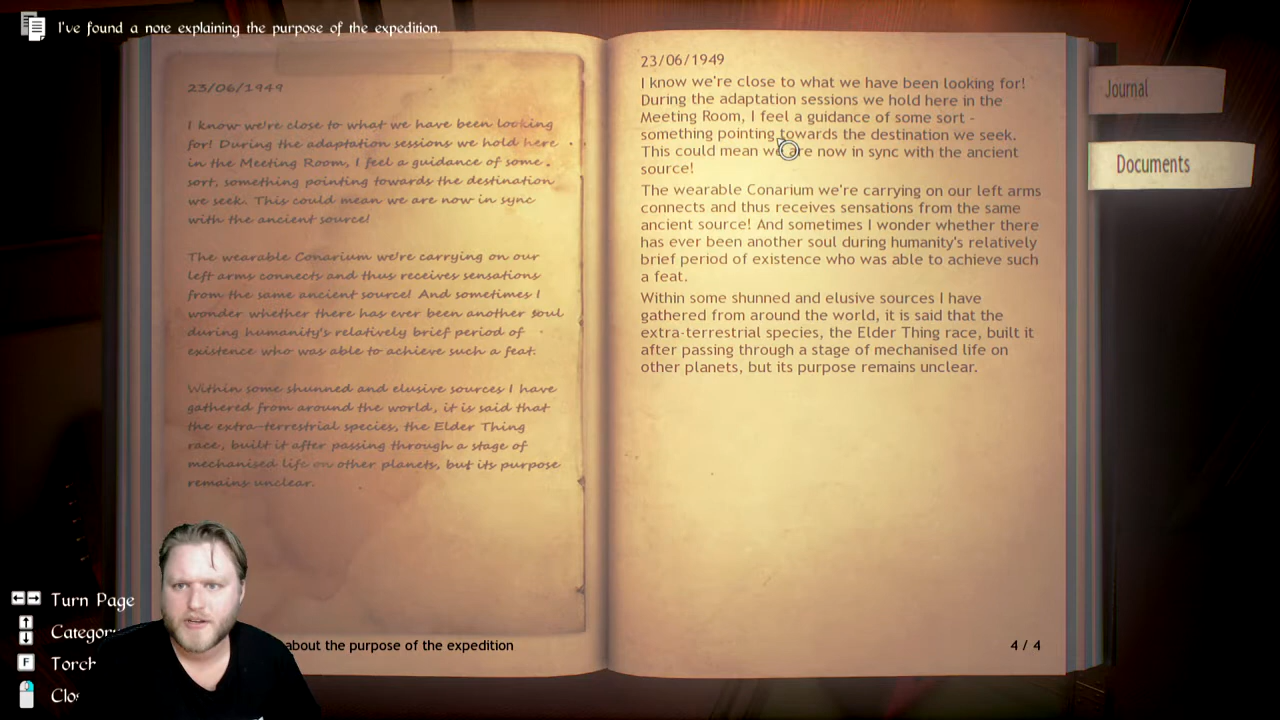 I've found a note explaining the purpose of the expedition.
23/06/1949
I know we're close to what we have been looking
for! During the adaptation sessions we hold here
in the Meeting Room, I feel a guidance of some
sort, something pointing towards the destination
we seek. This could mean we are now in sync
with the ancient source!
The wearable Conarium we're carrying on our
left arms connects and thus receives sensations
from the same ancient source! And sometimes I
wonder whether there has ever been another soul
during humanity's relatively brief period of
existence who was able to achieve such a feat.
Within some shunned and elusive sources I have
gathered from around the world, it is said that
the extra-terrestrial species, the Elder Thing
race, built it after passing through a stage of
mechanised life on other planets, but its purpose
remains unclear.
about the purpose of the expedition
23/06/1949
I know we're close to what we have been looking for!
During the adaptation sessions we hold here in the
Meeting Room, I feel a guidance of some sort -
something pointing towards the destination we seek.
This could mean we are now in sync with the ancient
source!
The wearable Conarium we're carrying on our left arms
connects and thus receives sensations from the same
ancient source! And sometimes I wonder whether there
has ever been another soul during humanity's relatively
brief period of existence who was able to achieve such
a feat.
Within some shunned and elusive sources I have
gathered from around the world, it is said that the
extra-terrestrial species, the Elder Thing race, built it
after passing through a stage of mechanised life on
other planets, but its purpose remains unclear.
4 / 4
Journal
Documents
Turn Page
Category
F Torch